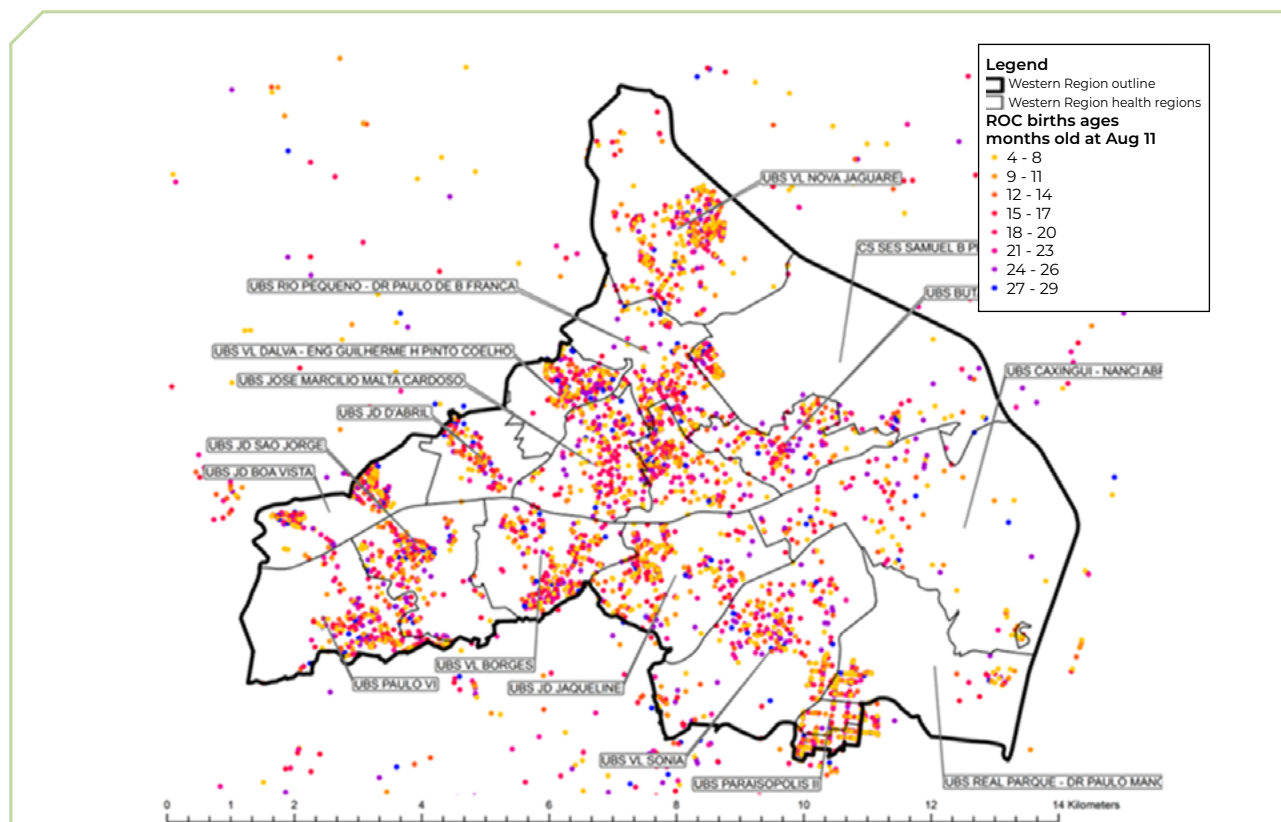 Legend
Western Region outline
Western Region health regions
ROC births ages
months old at Aug 11
4 - 8
9 - 11
12 - 14
15 - 17
18 - 20
21 - 23
24 - 26
27 - 29
UBS VL NOVA JAGUARE
CS SES SAMUEL B
UBS RIO PEQUENO - DR PAULO DE B FRANCA
UBS
UBS VL DALVA - ENG GUILHERME H PINTO COELHO
UBS JOSE MARCILIO MALTA CARDOSO
UBS CAXINGUI - NANCI
UBS JD D'ABRIL
UBS JD SAO JORGE
UBS JD BOA VISTA
UBS VL BORGES
UBS PAULO VI
UBS JD JAQUELINE
UBS VL SONIA
UBS PARAISOPOLIS II
UBS REAL PARQUE - DR PAULO
0 1 2 4 6 8 10 12 14 Kilometers